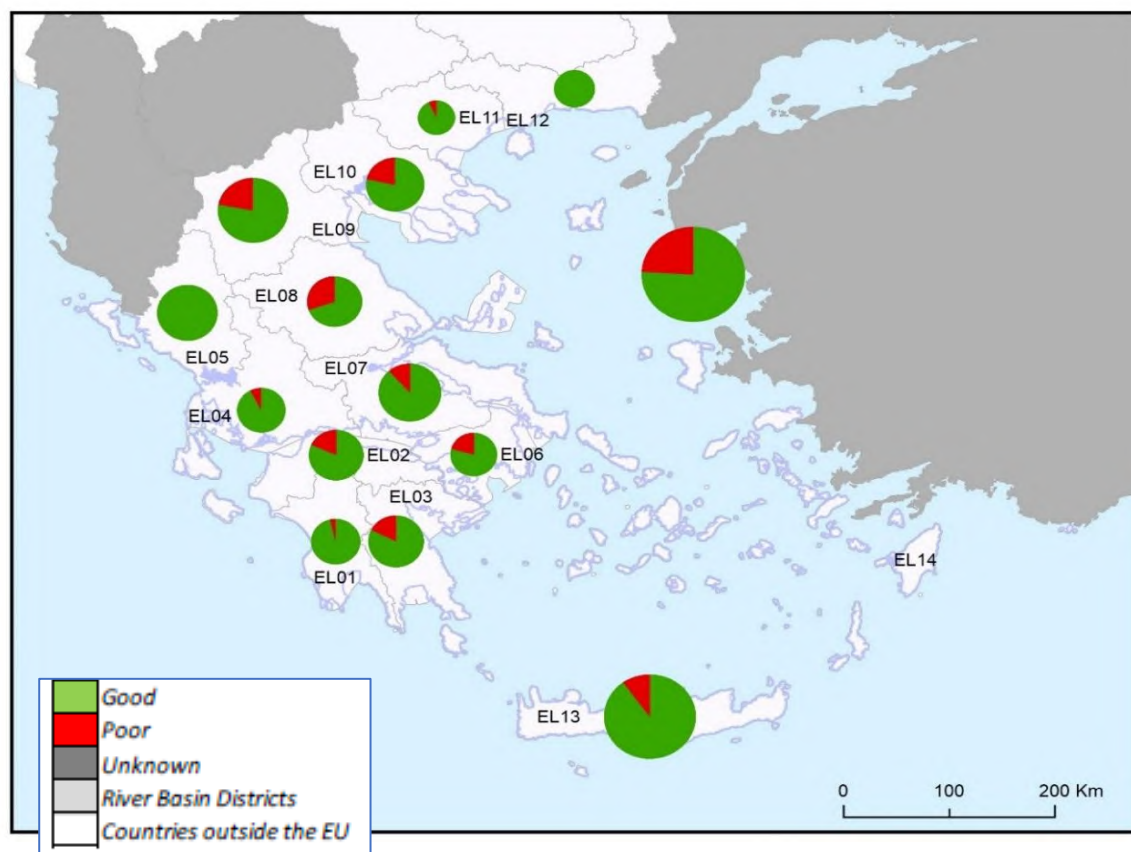 EL11
EL12
EL10
EL09
EL08
EL05
EL07
EL04
EL02
EL06
EL03
EL01
EL14
EL13
Good
Poor
Unknown
River Basin Districts
Countries outside the EU
0 100 200 Km